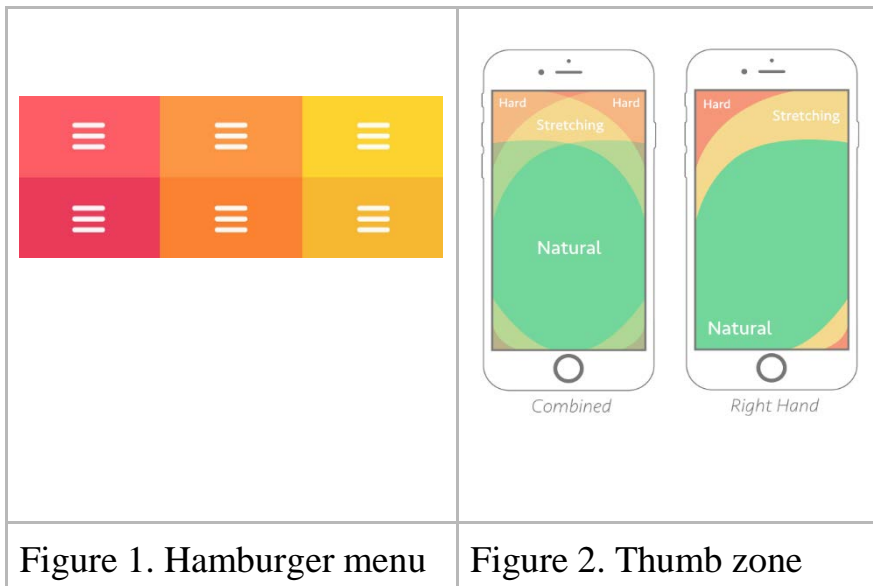 Hard
Hard
Stretching
Natural
Combined
Hard
Stretching
Natural
Right Hand
Figure 1. Hamburger menu
Figure 2. Thumb zone